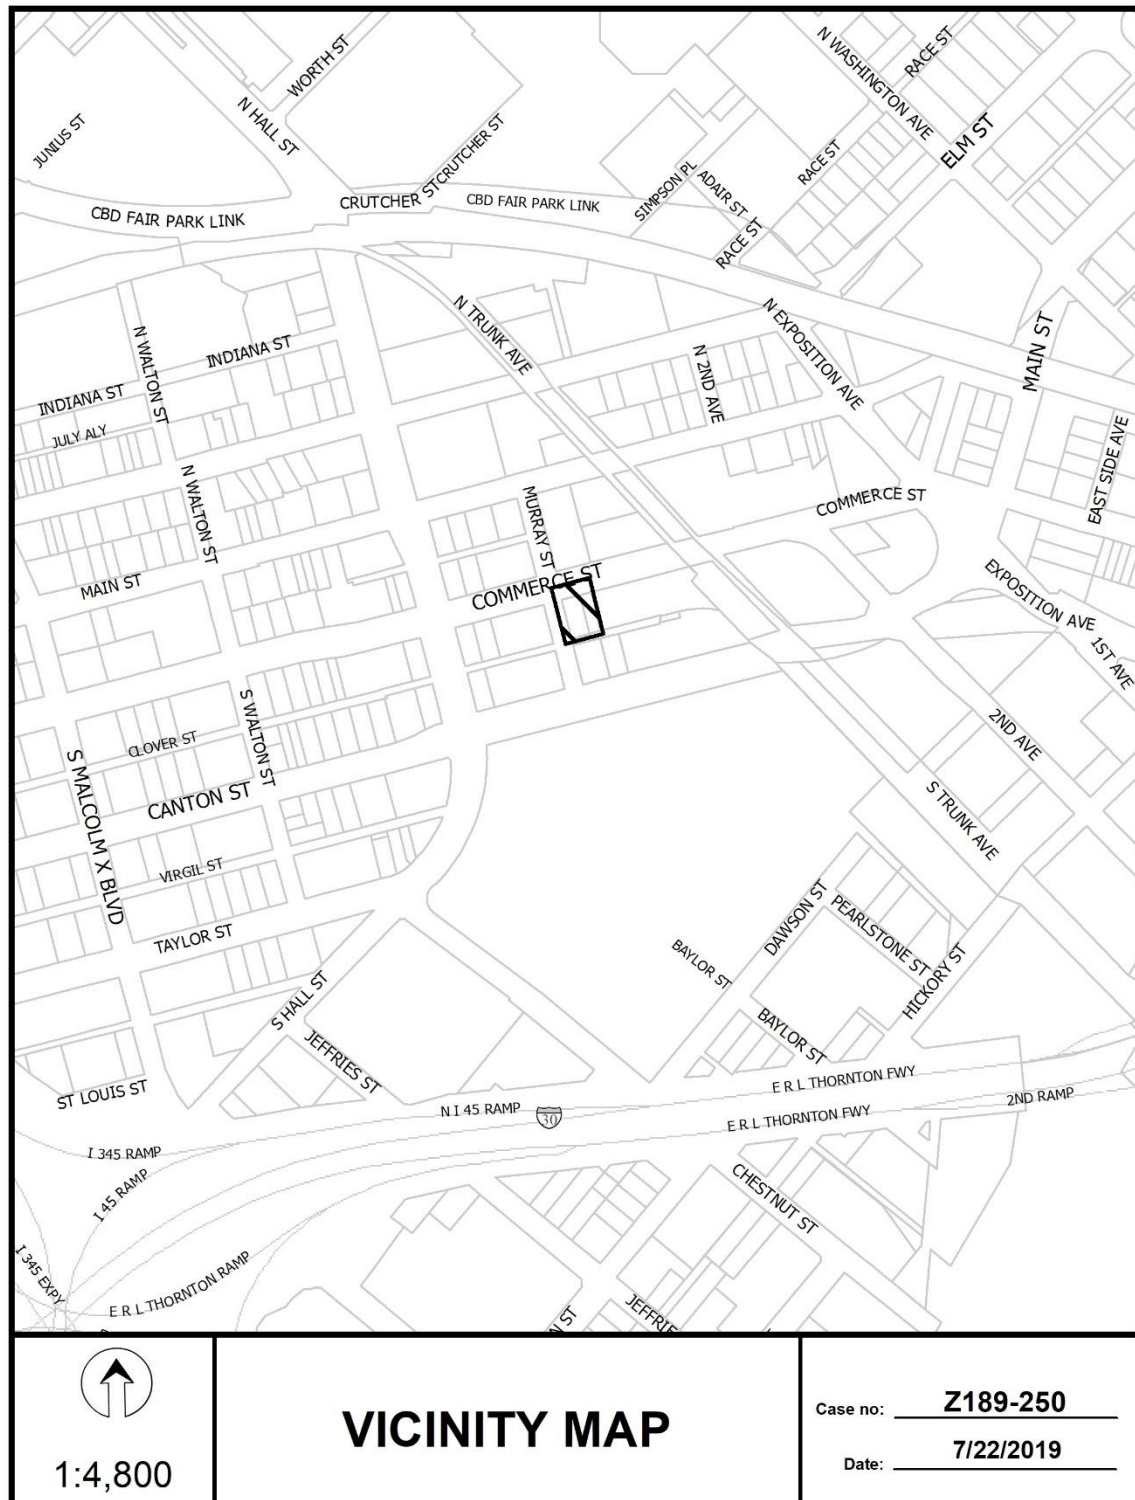 WORTH ST
N WASHINGTON AVE
RACE ST
N HALL ST
JUNIUS ST
CRUTCHER ST
ELM ST
RACE ST
SIMPSON PL
ADAIR ST
CRUTCHER ST
CBD FAIR PARK LINK
CBD FAIR PARK LINK
RACE ST
N TRUNK AVE
N EXPOSITION AVE
MAIN ST
N WALTON ST
INDIANA ST
N 2ND AVE
INDIANA ST
JULY ALY
EAST SIDE AVE
N WALTON ST
MURRAY ST
COMMERCE ST
MAIN ST
COMMERCE ST
EXPOSITION AVE
1ST AVE
S WALTON ST
CLOVER ST
2ND AVE
S MALCOLM X BLVD
CANTON ST
S TRUNK AVE
VIRGIL ST
TAYLOR ST
DAWSON ST
PEARLSTONE ST
BAYLOR ST
HICKORY ST
S HALL ST
BAYLOR ST
JEFFRIES ST
E R L THORNTON FWY
ST LOUIS ST
N I 45 RAMP
30
E R L THORNTON FWY
2ND RAMP
I 345 RAMP
I 45 RAMP
CHESTNUT ST
I 345 EXPY
E R L THORNTON RAMP
N ST
JEFFRIE
1:4,800
VICINITY MAP
Case no: Z189-250
Date: 7/22/2019